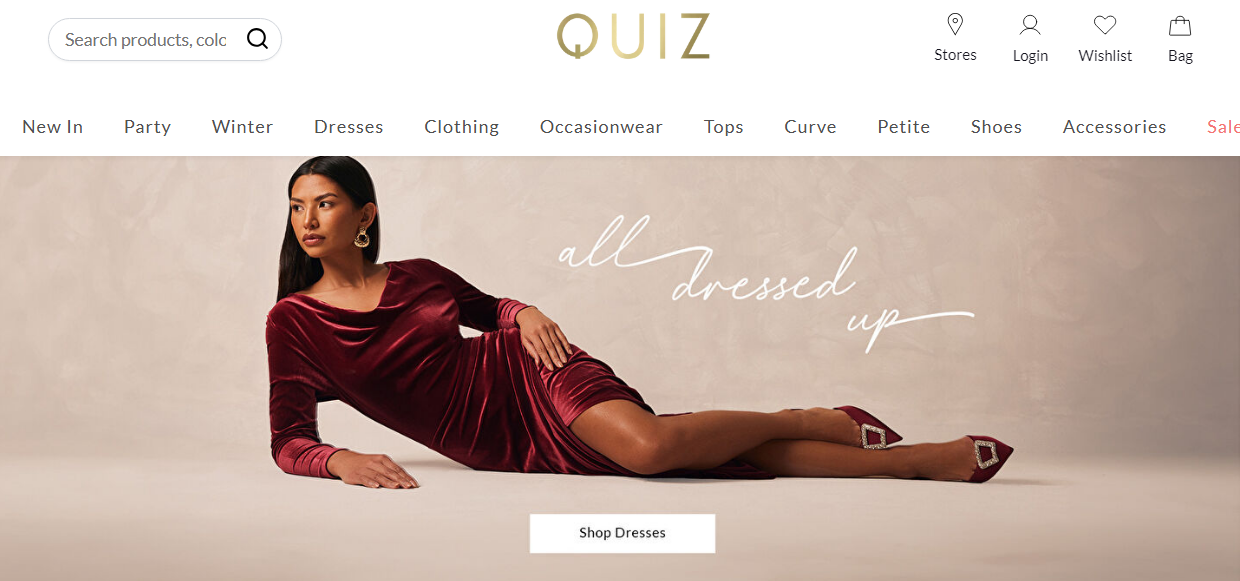 Search products, colo
QUIZ
Stores
Login
Wishlist
Bag
New In
Party
Winter
Dresses
Clothing
Occasionwear
Tops
Curve
Petite
Shoes
Accessories
Sale
all
dressed
up
Shop Dresses